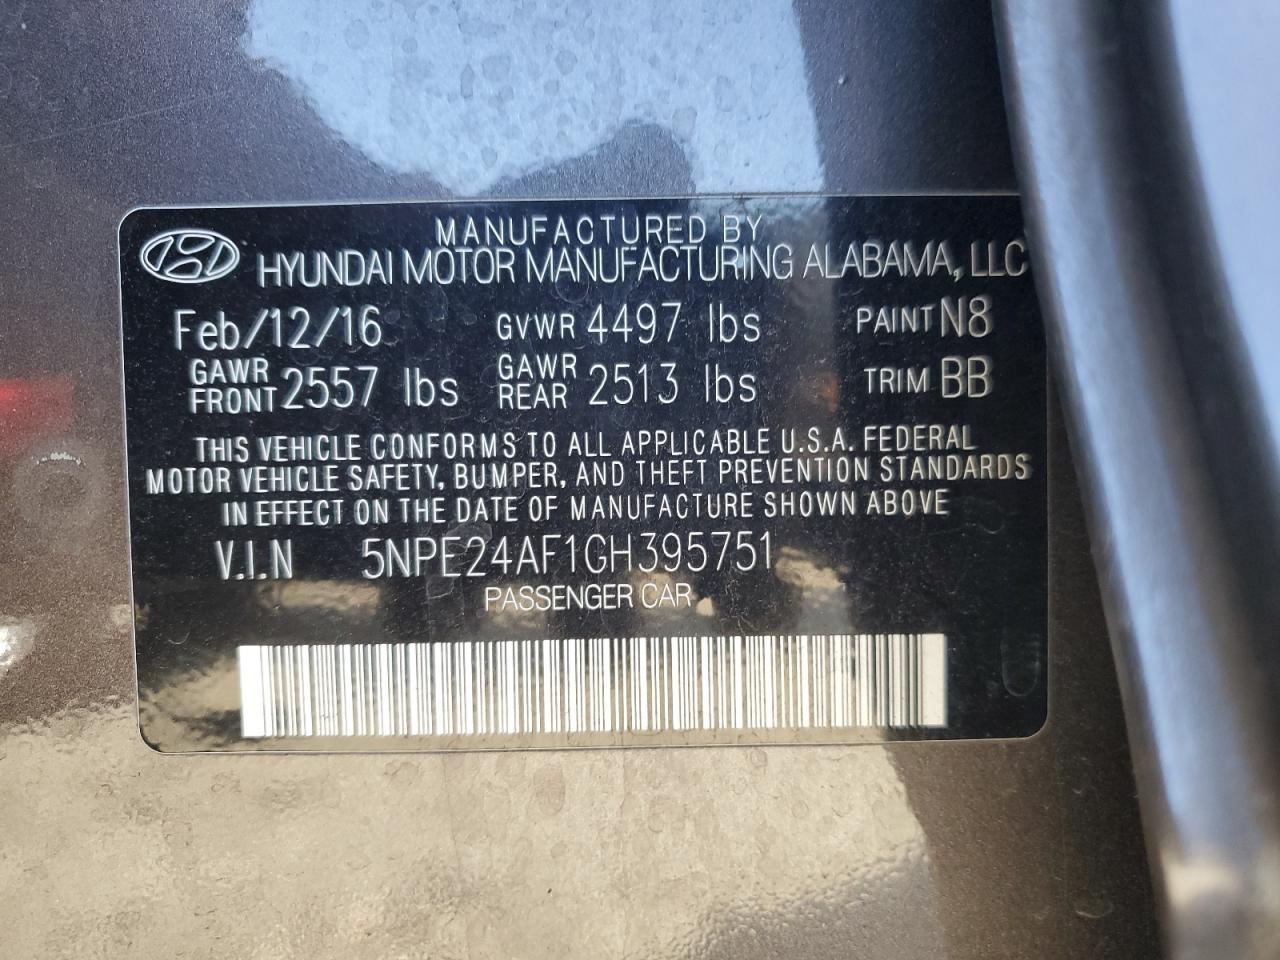 MANUFACTURED BY
HYUNDAI MOTOR MANUFACTURING ALABAMA, LLC
Feb/12/16 GVWR 4497 lbs PAINT N8
GAWR FRONT 2557 lbs GAWR REAR 2513 lbs TRIM BB
THIS VEHICLE CONFORMS TO ALL APPLICABLE U.S.A. FEDERAL
MOTOR VEHICLE SAFETY, BUMPER, AND THEFT PREVENTION STANDARDS
IN EFFECT ON THE DATE OF MANUFACTURE SHOWN ABOVE
V.I.N 5NPE24AF1GH395751
PASSENGER CAR